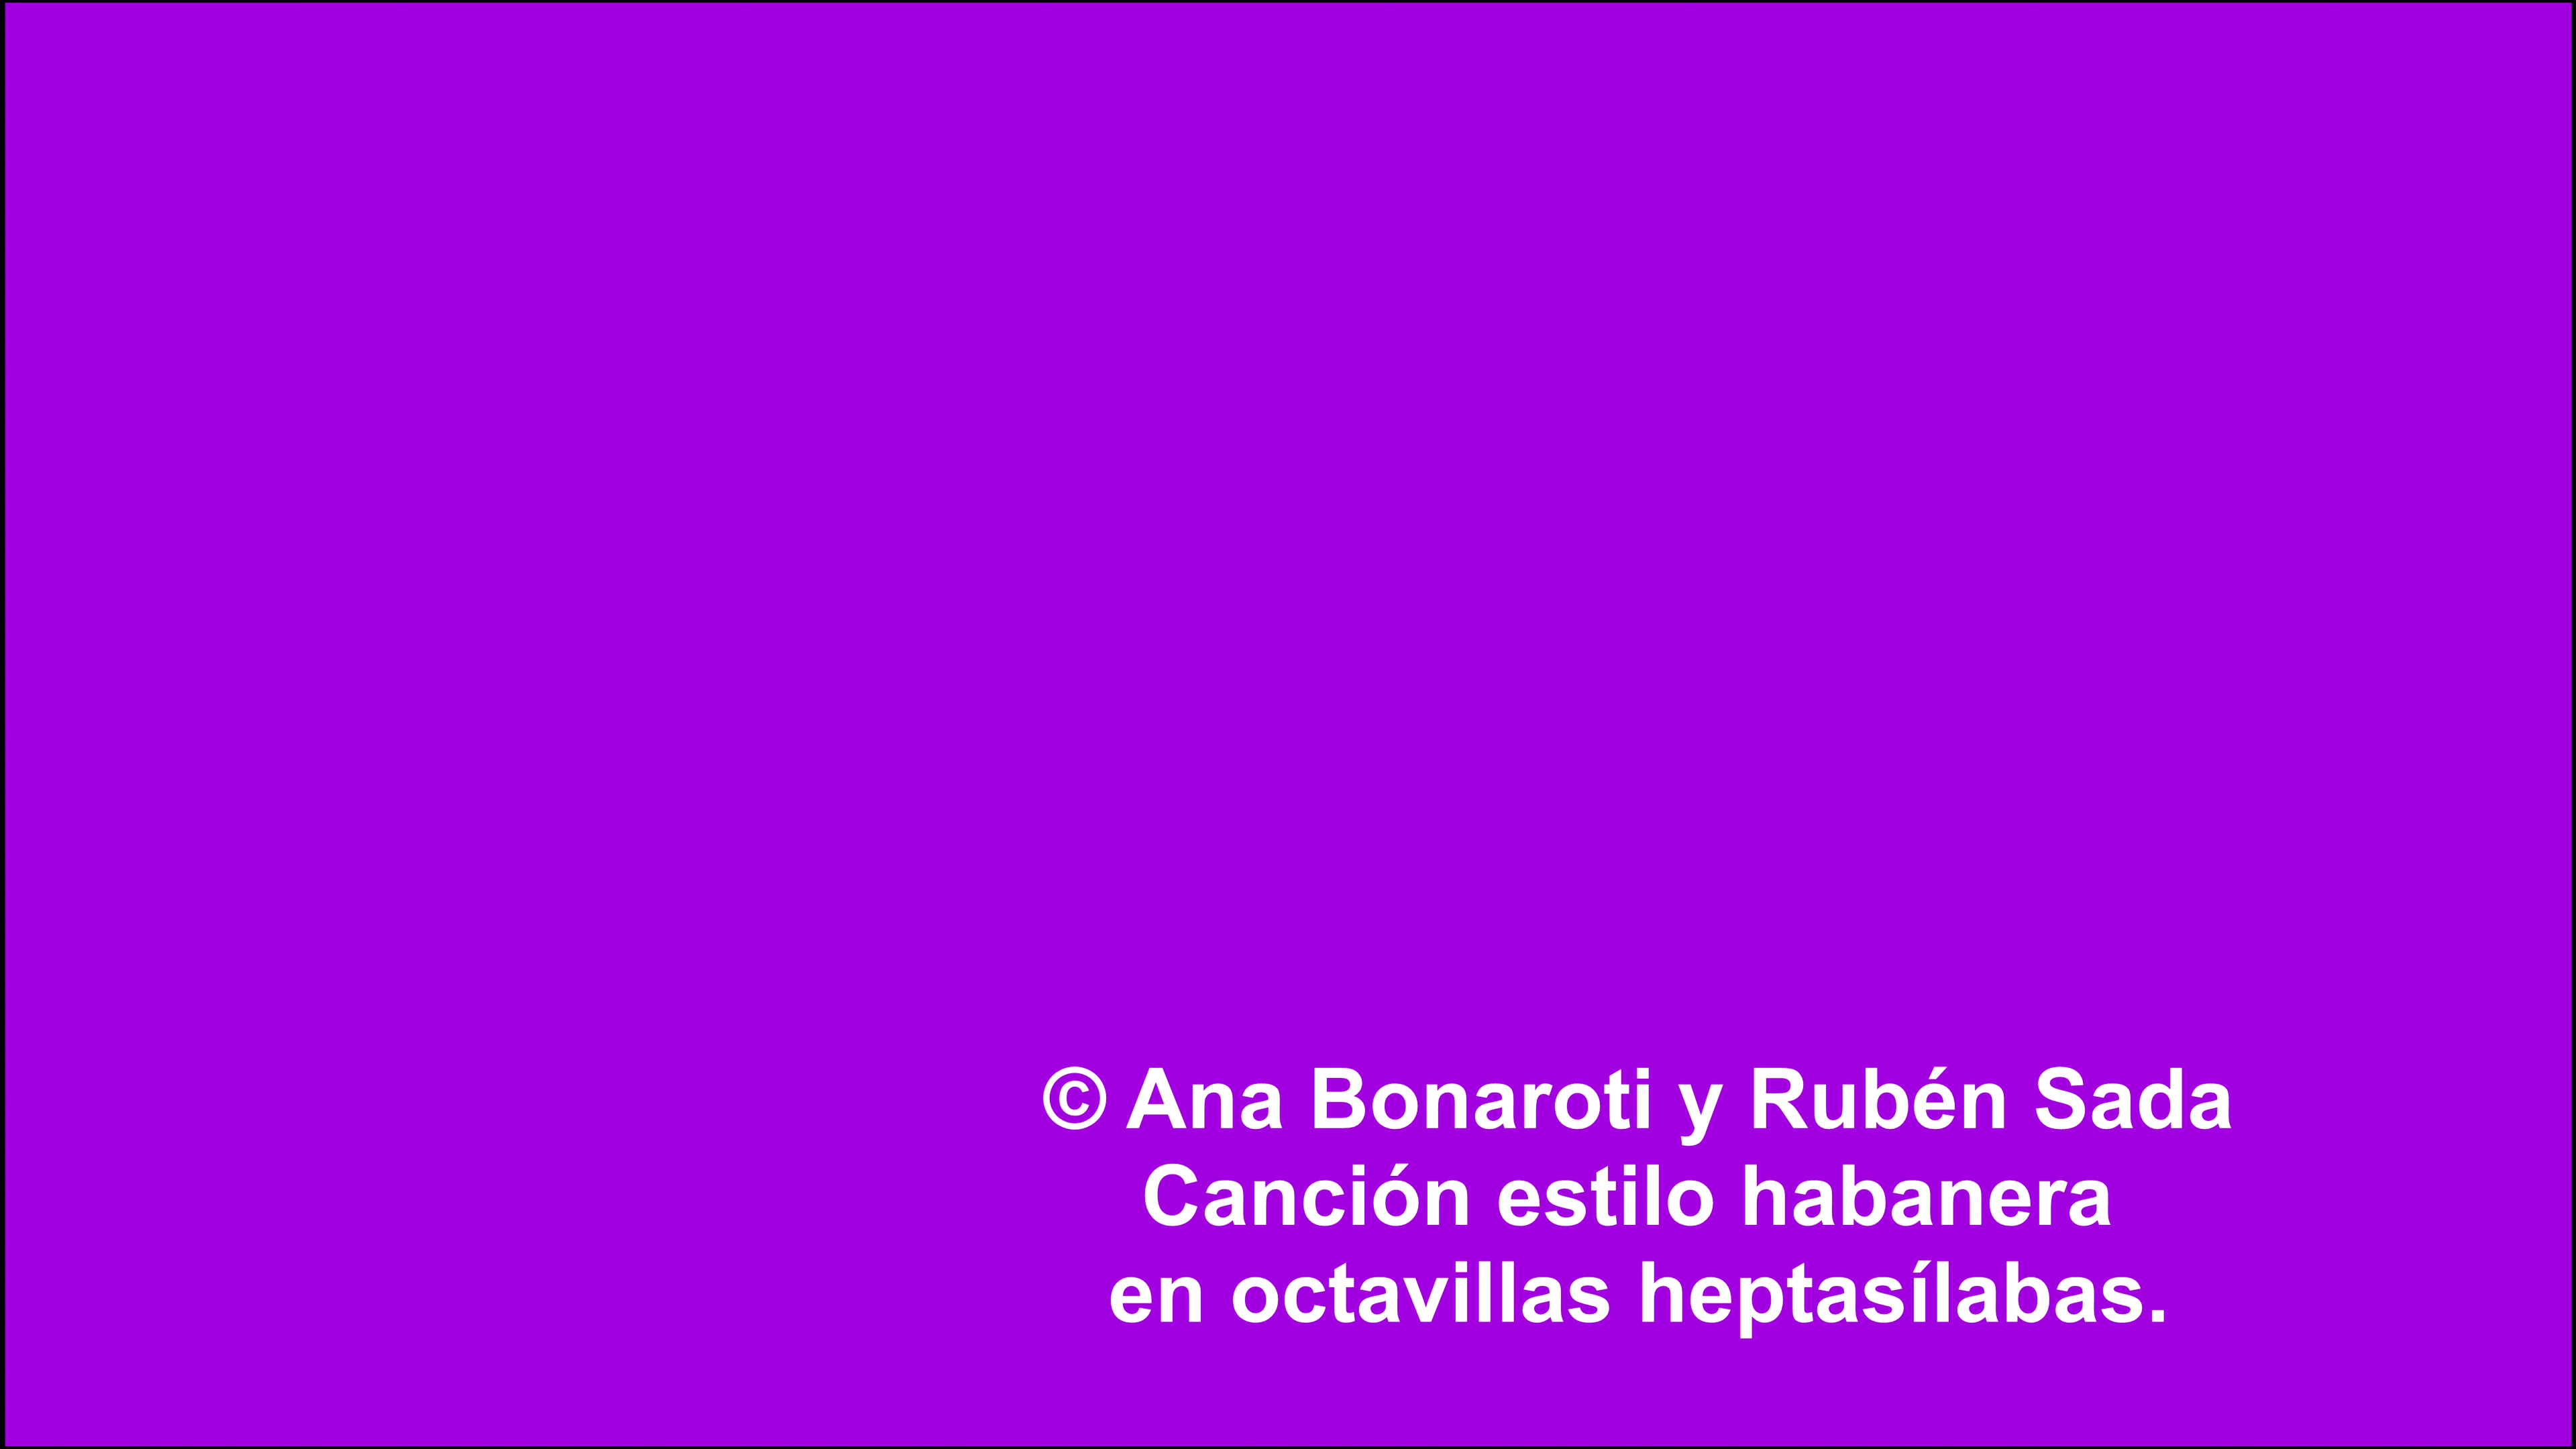 © Ana Bonaroti y Rubén Sada
Canción estilo habanera
en octavillas heptasílabas.